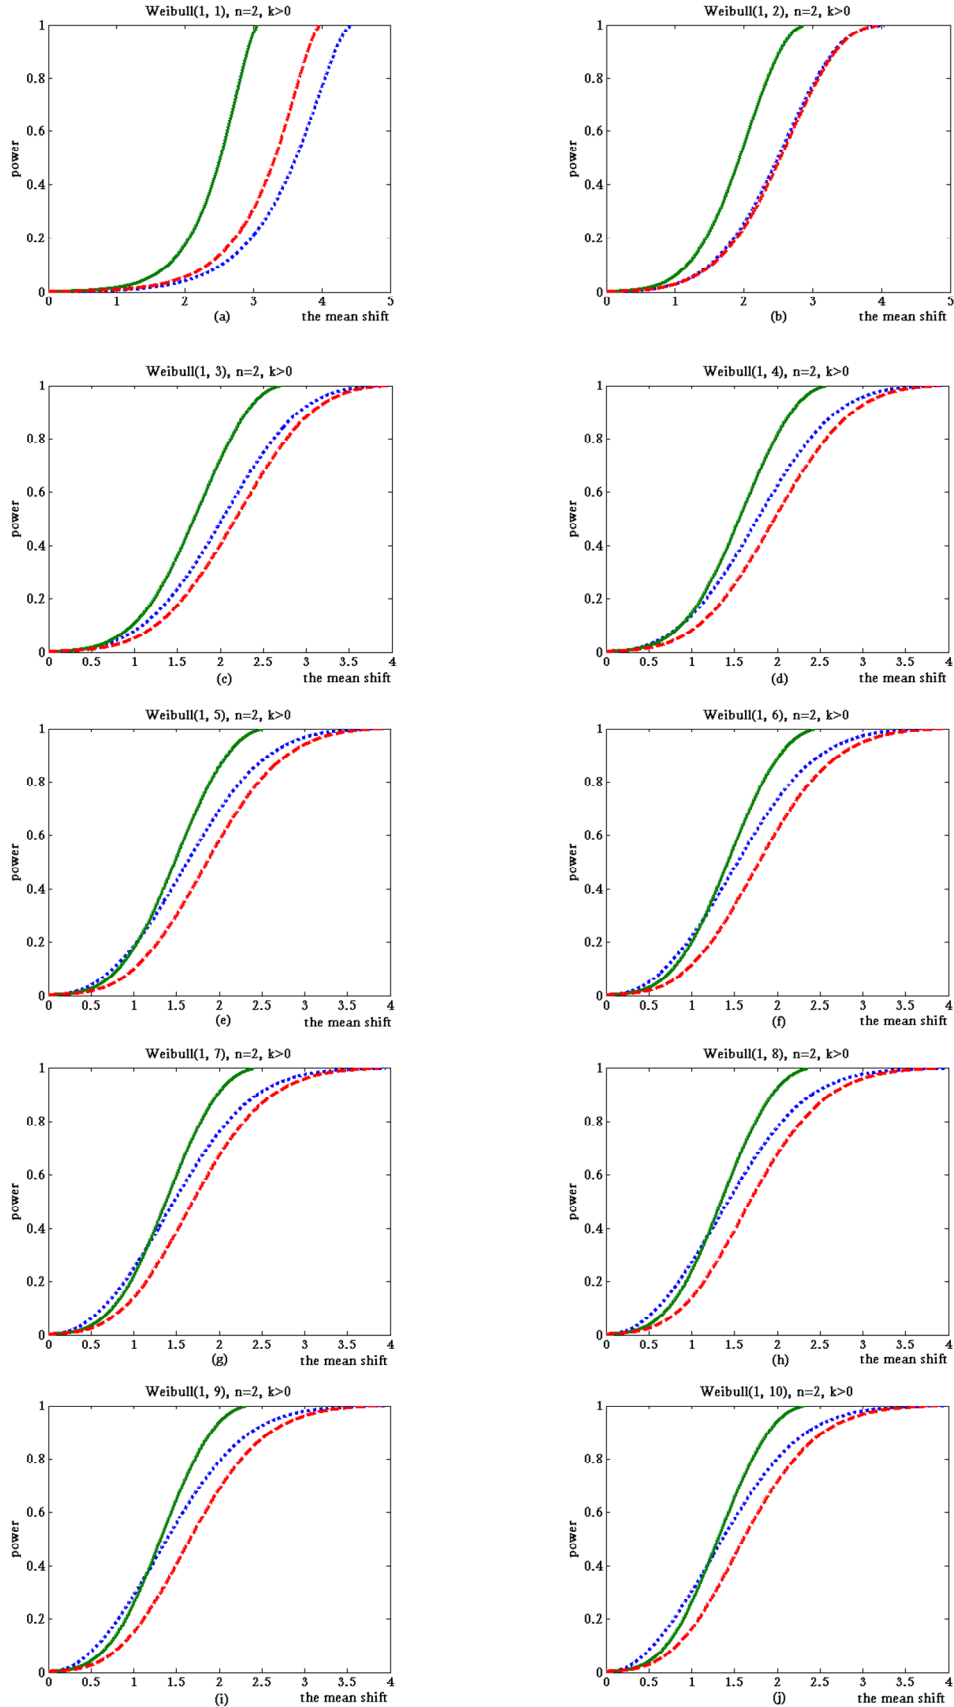 Weibull(1, 1), n=2, k>0
1
0.8
0.6
power
0.4
0.2
0
0 1 2 3 4 5
(a) the mean shift
Weibull(1, 2), n=2, k>0
1
0.8
0.6
power
0.4
0.2
0
0 1 2 3 4 5
(b) the mean shift
Weibull(1, 3), n=2, k>0
1
0.8
0.6
power
0.4
0.2
0
0 0.5 1 1.5 2 2.5 3 3.5 4
the mean shift
(c)
Weibull(1, 4), n=2, k>0
1
0.8
0.6
power
0.4
0.2
0
0 0.5 1 1.5 2 2.5 3 3.5 4
the mean shift
(d)
Weibull(1, 5), n=2, k>0
1
0.8
0.6
power
0.4
0.2
0
0 0.5 1 1.5 2 2.5 3 3.5 4
(e) the mean shift
Weibull(1, 6), n=2, k>0
1
0.8
0.6
power
0.4
0.2
0
0 0.5 1 1.5 2 2.5 3 3.5 4
(f) the mean shift
Weibull(1, 7), n=2, k>0
1
0.8
0.6
power
0.4
0.2
0
0 0.5 1 1.5 2 2.5 3 3.5 4
(g) the mean shift
Weibull(1, 8), n=2, k>0
1
0.8
0.6
power
0.4
0.2
0
0 0.5 1 1.5 2 2.5 3 3.5 4
(h) the mean shift
Weibull(1, 9), n=2, k>0
1
0.8
0.6
power
0.4
0.2
0
0 0.5 1 1.5 2 2.5 3 3.5 4
(i) the mean shift
Weibull(1, 10), n=2, k>0
1
0.8
0.6
power
0.4
0.2
0
0 0.5 1 1.5 2 2.5 3 3.5 4
(j) the mean shift